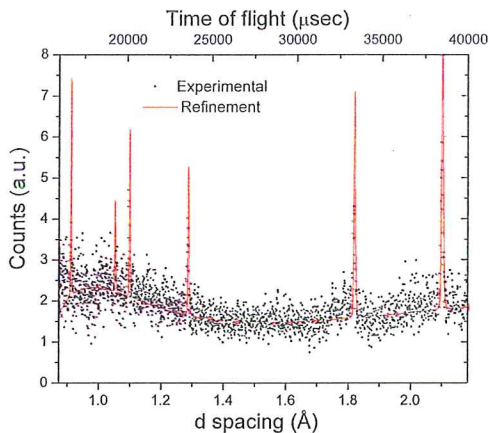 Time of flight (μsec)
20000 25000 30000 35000 40000
8
7
6
5
4
3
2
1
0
Counts (a.u.)
Experimental
Refinement
1.0 1.2 1.4 1.6 1.8 2.0
d spacing (Å)